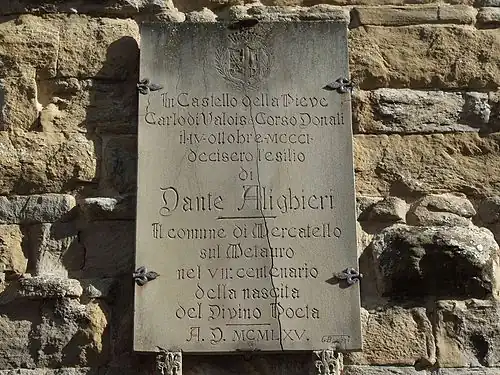 In Castello della Pieve
Carlo di Valois e Corso Donati
il IV ottobre MCCCI
decisero l'esilio
di
Dante Alighieri
Il comune di Mercatello
sul Metauro
nel VII centenario
della nascita
del Divino Poeta
A. D. MCMLXV.